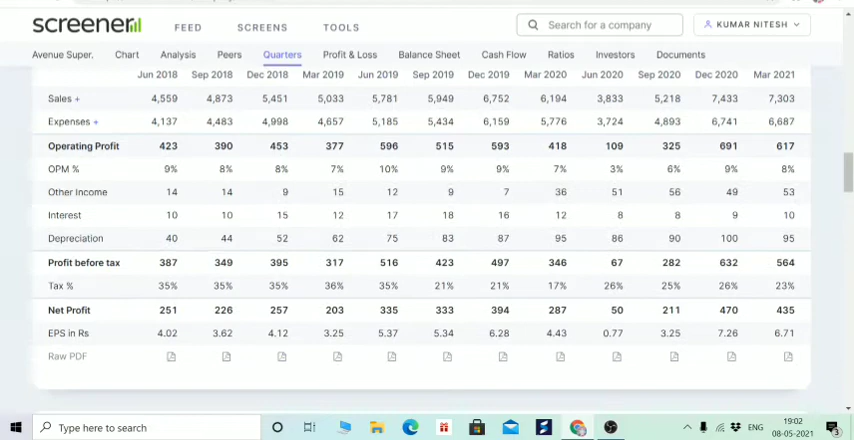 screener
FEED SCREENS TOOLS
Search for a company
KUMAR NITESH
Avenue Super. Chart Analysis Peers Quarters Profit & Loss Balance Sheet Cash Flow Ratios Investors Documents
Jun 2018 Sep 2018 Dec 2018 Mar 2019 Jun 2019 Sep 2019 Dec 2019 Mar 2020 Jun 2020 Sep 2020 Dec 2020 Mar 2021
Sales + 4,559 4,873 5,451 5,033 5,781 5,949 6,752 6,194 3,833 5,218 7,433 7,303
Expenses + 4,137 4,483 4,998 4,657 5,185 5,434 6,159 5,776 3,724 4,893 6,741 6,687
Operating Profit 423 390 453 377 596 515 593 418 109 325 691 617
OPM % 9% 8% 8% 7% 10% 9% 9% 7% 3% 6% 9% 8%
Other Income 14 14 9 15 12 9 7 36 51 56 49 53
Interest 10 10 15 12 17 18 16 12 8 8 9 10
Depreciation 40 44 52 62 75 83 87 95 86 90 100 95
Profit before tax 387 349 395 317 516 423 497 346 67 282 632 564
Tax % 35% 35% 35% 36% 35% 21% 21% 17% 26% 25% 26% 23%
Net Profit 251 226 257 203 335 333 394 287 50 211 470 435
EPS in Rs 4.02 3.62 4.12 3.25 5.37 5.34 6.28 4.43 0.77 3.25 7.26 6.71
Raw PDF
Type here to search
ENG
19:02
08-05-2021
3